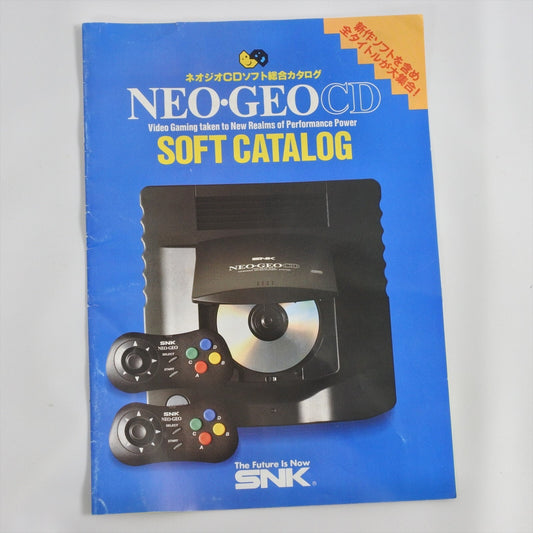 新作ソフトを含め
全タイトルが大集合!
ネオジオCDソフト総合カタログ
NEO•GEO CD
Video Gaming taken to New Realms of Performance Power
SOFT CATALOG
SNK
NEO•GEO CD
SNK
NEO•GEO
SELECT
START
D
C
B
A
SNK
NEO•GEO
SELECT
START
D
C
B
A
The Future Is Now
SNK®